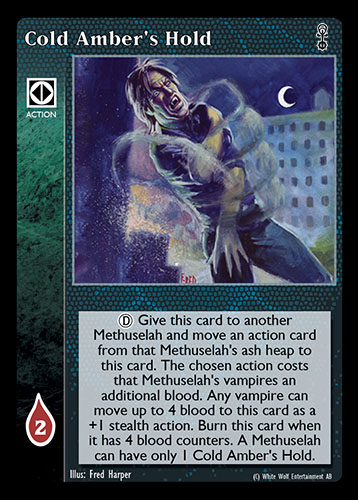 Cold Amber's Hold
ACTION
Ⓓ Give this card to another
Methuselah and move an action card
from that Methuselah's ash heap to
this card. The chosen action costs
that Methuselah's vampires an
additional blood. Any vampire can
move up to 4 blood to this card as a
+1 stealth action. Burn this card when
it has 4 blood counters. A Methuselah
can have only 1 Cold Amber's Hold.
2
Illus: Fred Harper
(C) White Wolf Entertainment AB